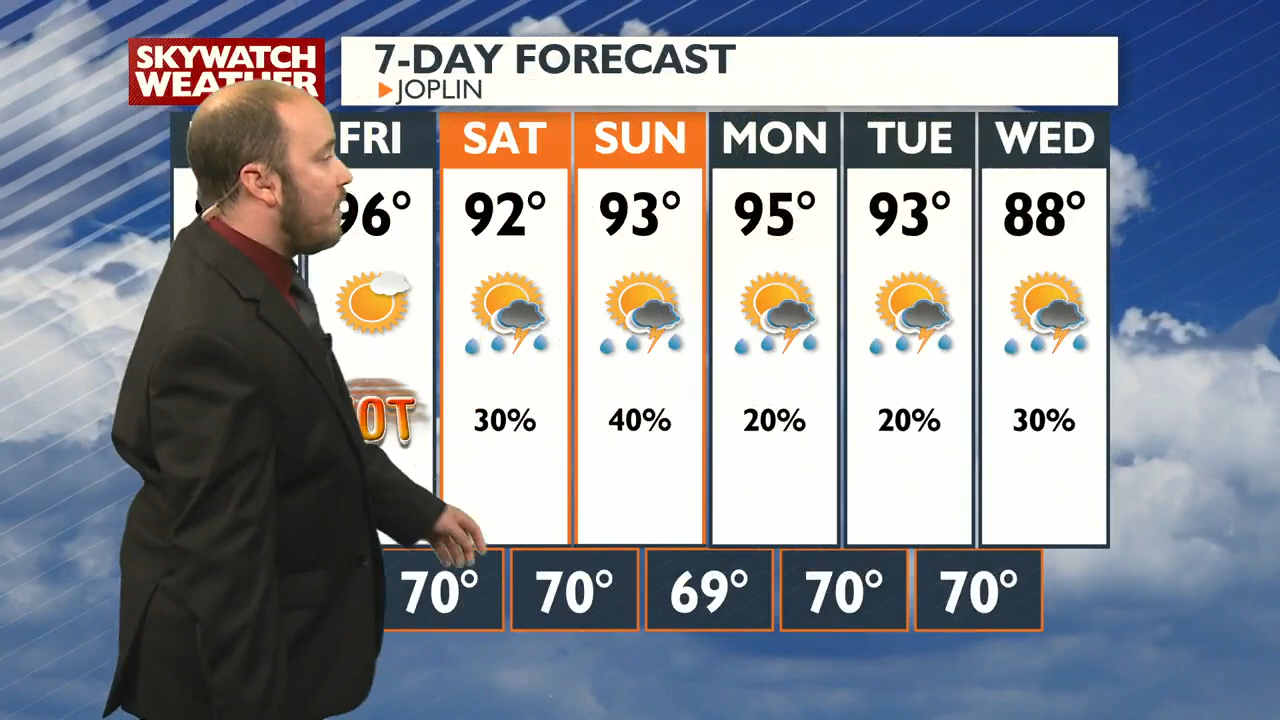 SKYWATCH
WEATHER
7-DAY FORECAST
JOPLIN
FRI SAT SUN MON TUE WED
96° 92° 93° 95° 93° 88°
30% 40% 20% 20% 30%
70° 70° 69° 70° 70°